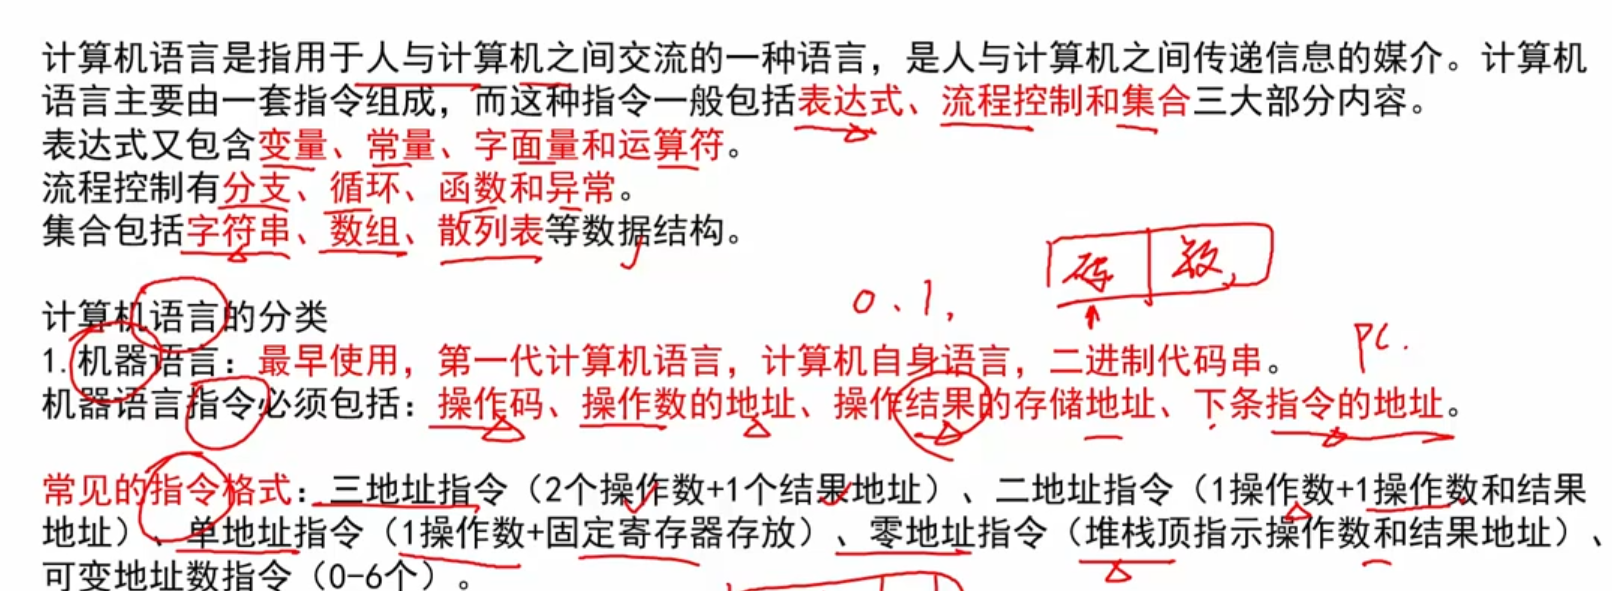 计算机语言是指用于人与计算机之间交流的一种语言，是人与计算机之间传递信息的媒介。计算机
语言主要由一套指令组成，而这种指令一般包括表达式、流程控制和集合三大部分内容。
表达式又包含变量、常量、字面量和运算符。
流程控制有分支、循环、函数和异常。
集合包括字符串、数组、散列表等数据结构。
码 数
0、1，
计算机语言的分类
1.机器语言：最早使用，第一代计算机语言，计算机自身语言，二进制代码串。
PC.
机器语言指令必须包括：操作码、操作数的地址、操作结果的存储地址、下条指令的地址。
常见的指令格式：三地址指令（2个操作数+1个结果地址）、二地址指令（1操作数+1操作数和结果
地址）、单地址指令（1操作数+固定寄存器存放）、零地址指令（堆栈顶指示操作数和结果地址）、
可变地址数指令（0-6个）。